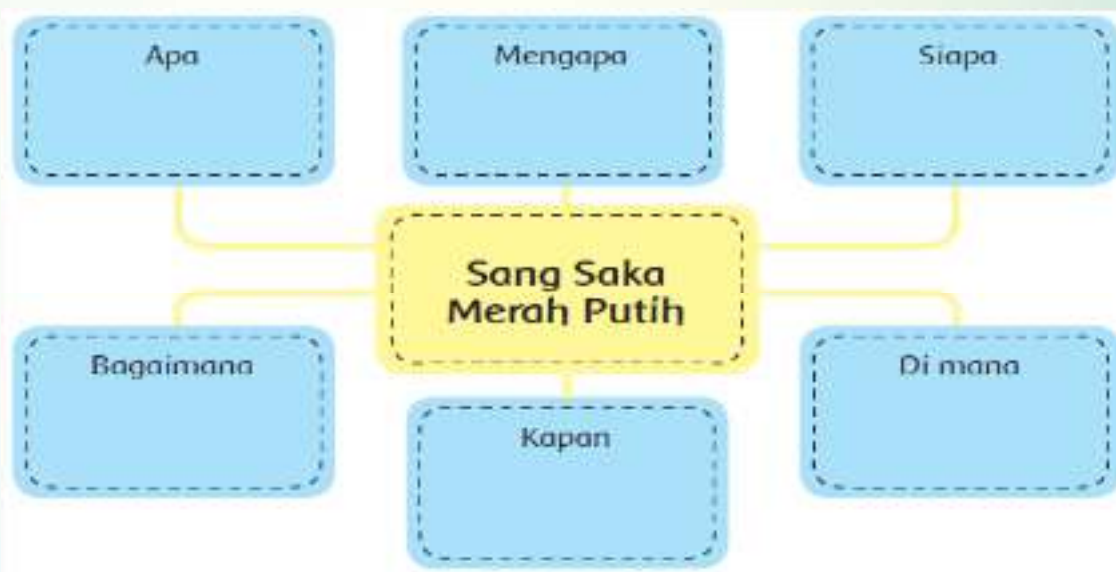 Apa
Mengapa
Siapa
Sang Saka
Merah Putih
Bagaimana
Kapan
Di mana